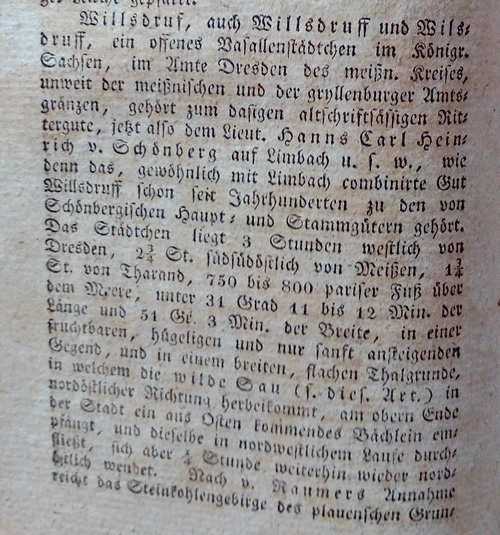 Willsdruf, auch Willsdruff und Wils⸗
druff, ein offenes Vasallenstädtchen im Königr.
Sachsen, im Amte Dresden des meißn. Kreises,
unweit der meißnischen und der gryllenburger Amts⸗
gränzen, gehört zum dasigen altschriftsässigen Rit⸗
tergute, jetzt also dem Lieut. Hanns Carl Hein⸗
rich v. Schönberg auf Limbach u. s. w., wie
denn das, gewöhnlich mit Limbach combinirte Gut
Willsdruff schon seit Jahrhunderten zu den von
Schönbergischen Haupt⸗ und Stammgütern gehört.
Das Städtchen liegt 3 Stunden westlich von
Dresden, 2¾ St. südsüdöstlich von Meißen, 1¾
St. von Tharand, 750 bis 800 pariser Fuß über
dem Meere, unter 31 Grad 11 bis 12 Min. der
Länge und 51 Gr. 3 Min. der Breite, in einer
fruchtbaren, hügeligen und nur sanft ansteigenden
Gegend, und in einem breiten, flachen Thalgrunde,
in welchem die wilde Sau (s. dies. Art.) in
nordöstlicher Richtung herbeikommt, am obern Ende
der Stadt ein aus Osten kommendes Bächlein em⸗
pfängt, und dieselbe in nordwestlichem Laufe durch⸗
fließt, sich aber ¼ Stunde weiterhin wieder nord⸗
östlich wendet. Nach v. Raumers Annahme
reicht das Steinkohlengebirge des plauenschen Grun⸗